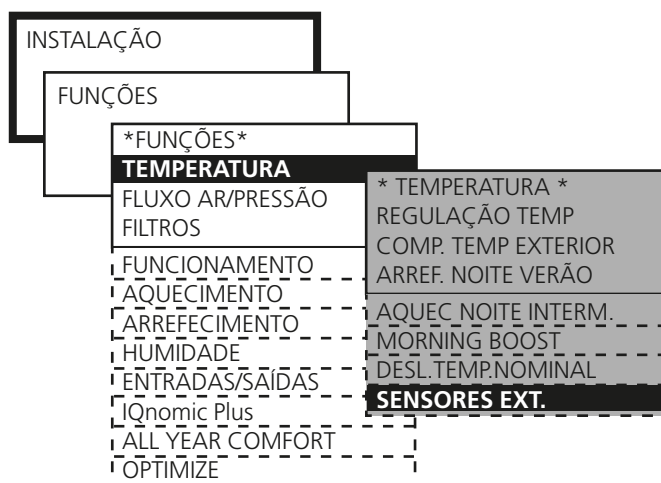 INSTALAÇÃO
FUNÇÕES
*FUNÇÕES*
TEMPERATURA
FLUXO AR/PRESSÃO
FILTROS
FUNCIONAMENTO
AQUECIMENTO
ARREFECIMENTO
HUMIDADE
ENTRADAS/SAÍDAS
IQnomic Plus
ALL YEAR COMFORT
OPTIMIZE
* TEMPERATURA *
REGULAÇÃO TEMP
COMP. TEMP EXTERIOR
ARREF. NOITE VERÃO
AQUEC NOITE INTERM.
MORNING BOOST
DESL.TEMP.NOMINAL
SENSORES EXT.